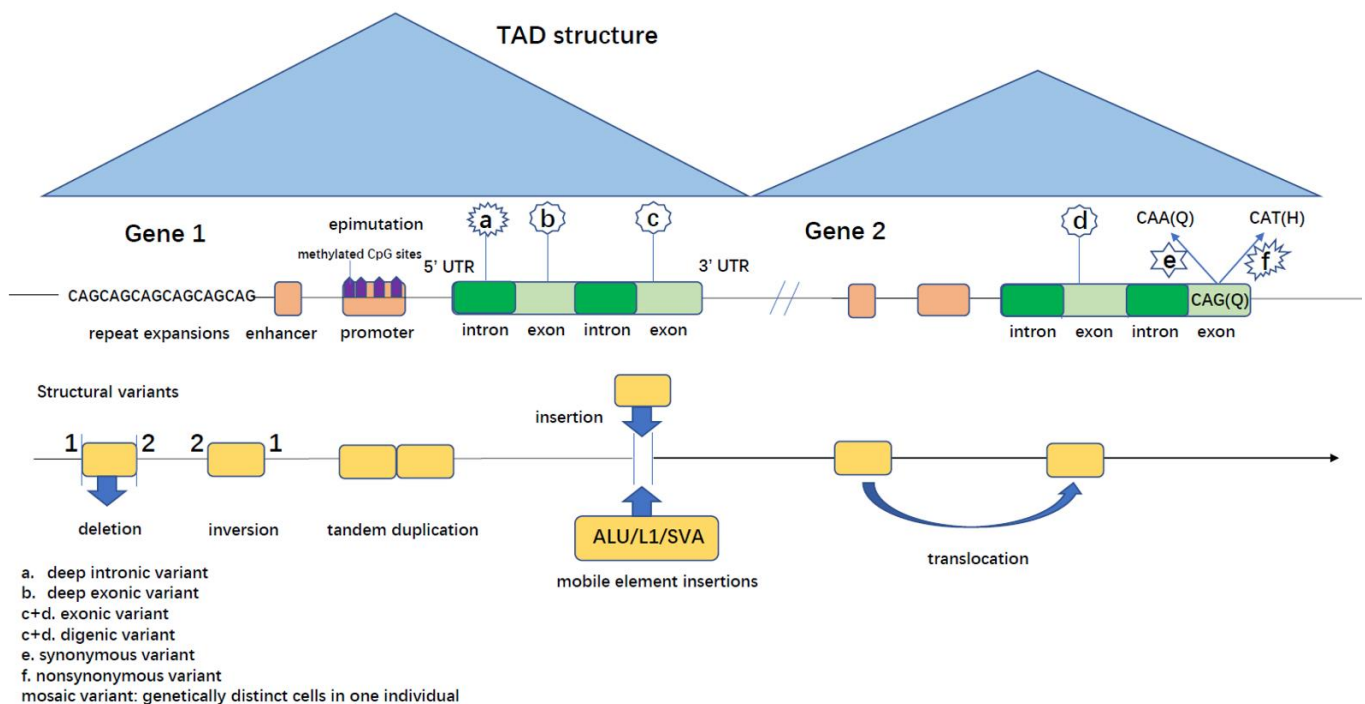 TAD structure
Gene 1
epimutation
methylated CpG sites
a
b
c
5' UTR
3' UTR
Gene 2
d
CAA(Q)
CAT(H)
e
f
CAGCAGCAGCAGCAGCAG
CAG(Q)
repeat expansions
enhancer
promoter
intron
exon
intron
exon
intron
exon
intron
exon
Structural variants
1
2
2
1
insertion
deletion
inversion
tandem duplication
ALU/L1/SVA
mobile element insertions
translocation
a. deep intronic variant
b. deep exonic variant
c+d. exonic variant
c+d. digenic variant
e. synonymous variant
f. nonsynonymous variant
mosaic variant: genetically distinct cells in one individual